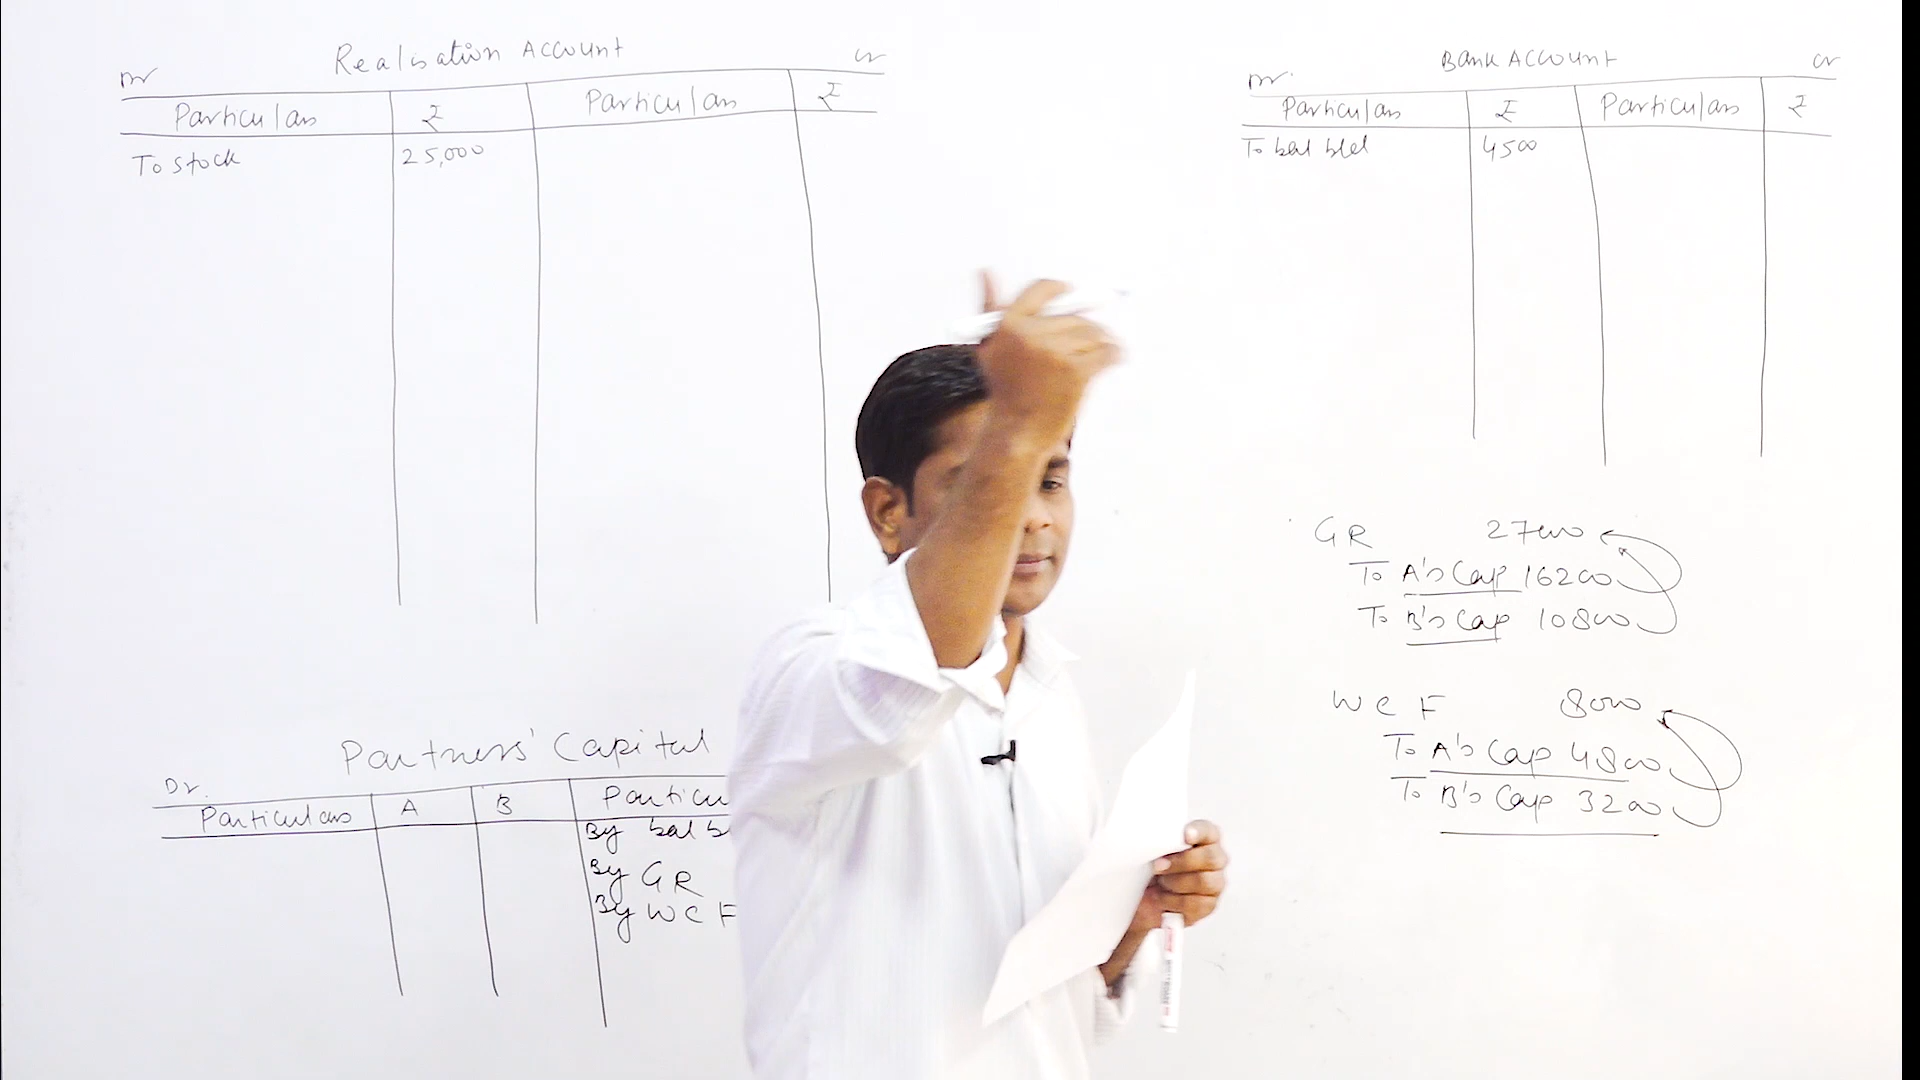 Realisation Account
Dr Cr
Particulars ₹ Particulars ₹
To stock 25,000
Bank Account
Dr. Cr
Particulars ₹ Particulars ₹
To bal b/d 4500
GR 27000
To A's Cap 16200
To B's Cap 10800
WCF 8000
To A's Cap 4800
To B's Cap 3200
Partners' Capital
Dr.
Particulars A B Particu
By bal b
By GR
By WCF